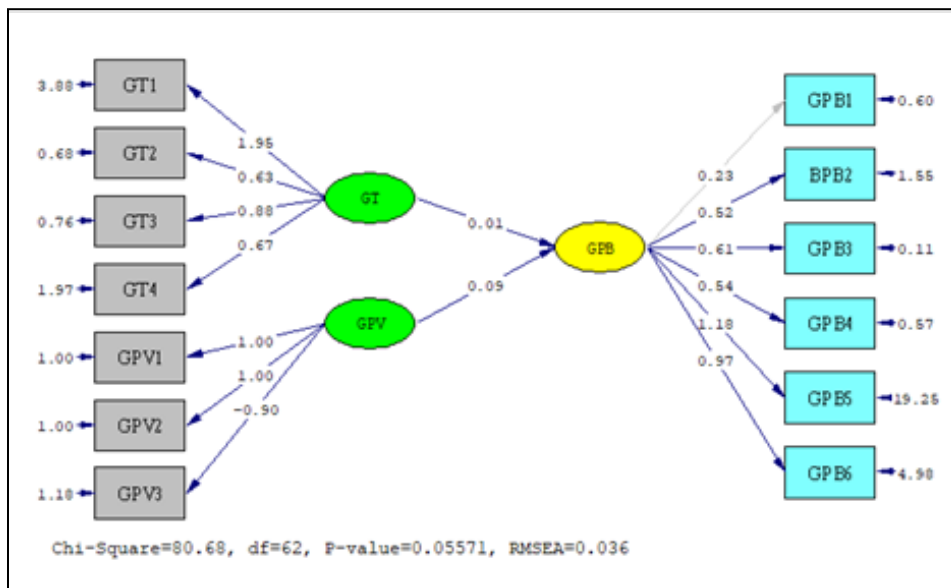 3.88
GT1
0.68
GT2
0.76
GT3
1.97
GT4
1.00
GPV1
1.00
GPV2
1.18
GPV3
1.95
0.63
0.88
0.67
1.00
1.00
-0.90
GT
GPV
0.01
0.09
GPB
0.23
0.52
0.61
0.54
1.18
0.97
GPB1
0.60
BPB2
1.55
GPB3
0.11
GPB4
0.57
GPB5
19.25
GPB6
4.98
Chi-Square=80.68, df=62, P-value=0.05571, RMSEA=0.036